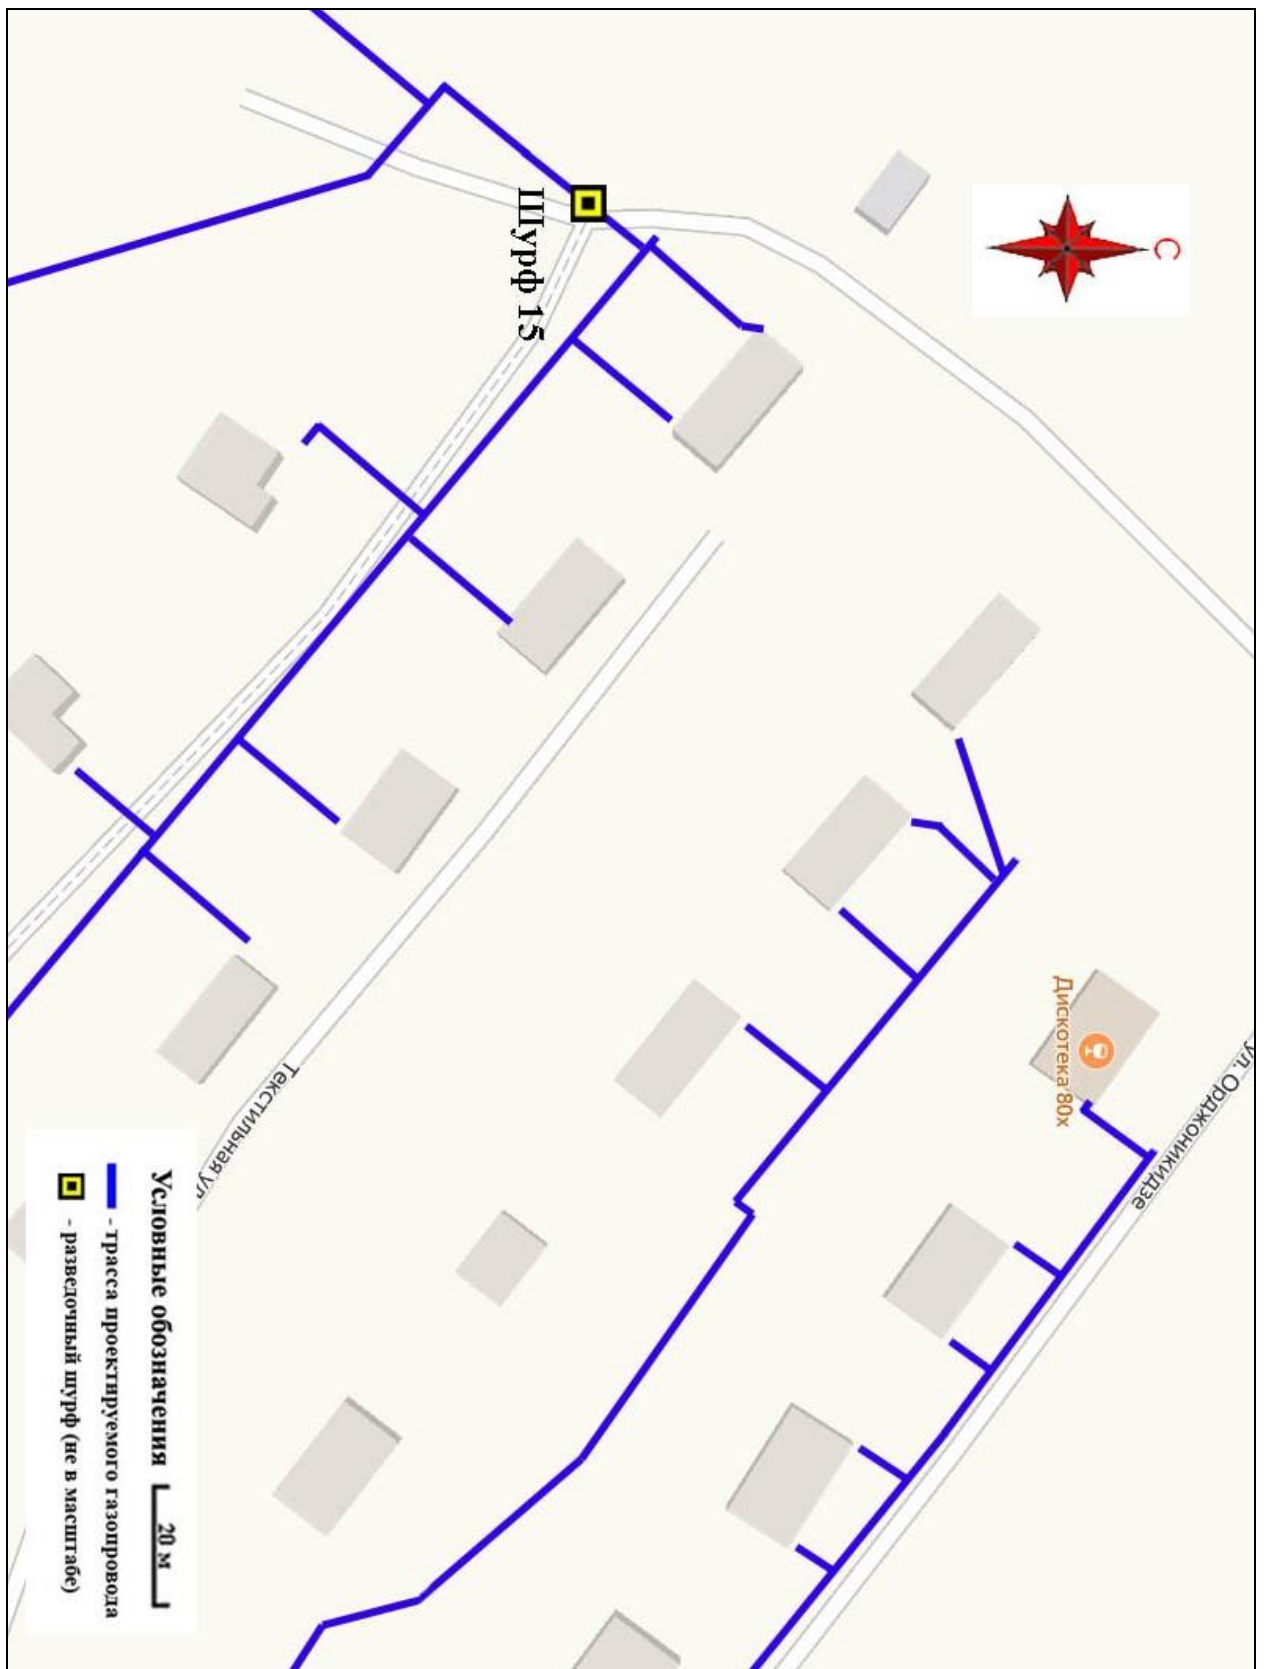 С
Шурф 15
ул. Орджоникидзе
Дискотека 80х
Текстильная ул.
Условные обозначения
20 м
- трасса проектируемого газопровода
- разведочный шурф (не в масштабе)